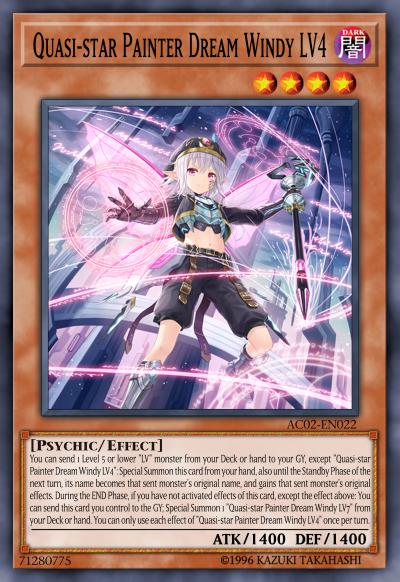 Quasi-star Painter Dream Windy LV4
DARK
闇
AC02-EN022
[Psychic/Effect]
You can send 1 Level 5 or lower "LV" monster from your Deck or hand to your GY, except "Quasi-star
Painter Dream Windy LV4": Special Summon this card from your hand, also until the Standby Phase of the
next turn, its name becomes that sent monster's original name, and gains that sent monster's original
effects. During the END Phase, if you have not activated effects of this card, except the effect above: You
can send this card you control to the GY; Special Summon 1 "Quasi-star Painter Dream Windy LV7" from
your Deck or hand. You can only use each effect of "Quasi-star Painter Dream Windy LV4" once per turn.
ATK/1400 DEF/1400
71280775 ©1996 KAZUKI TAKAHASHI